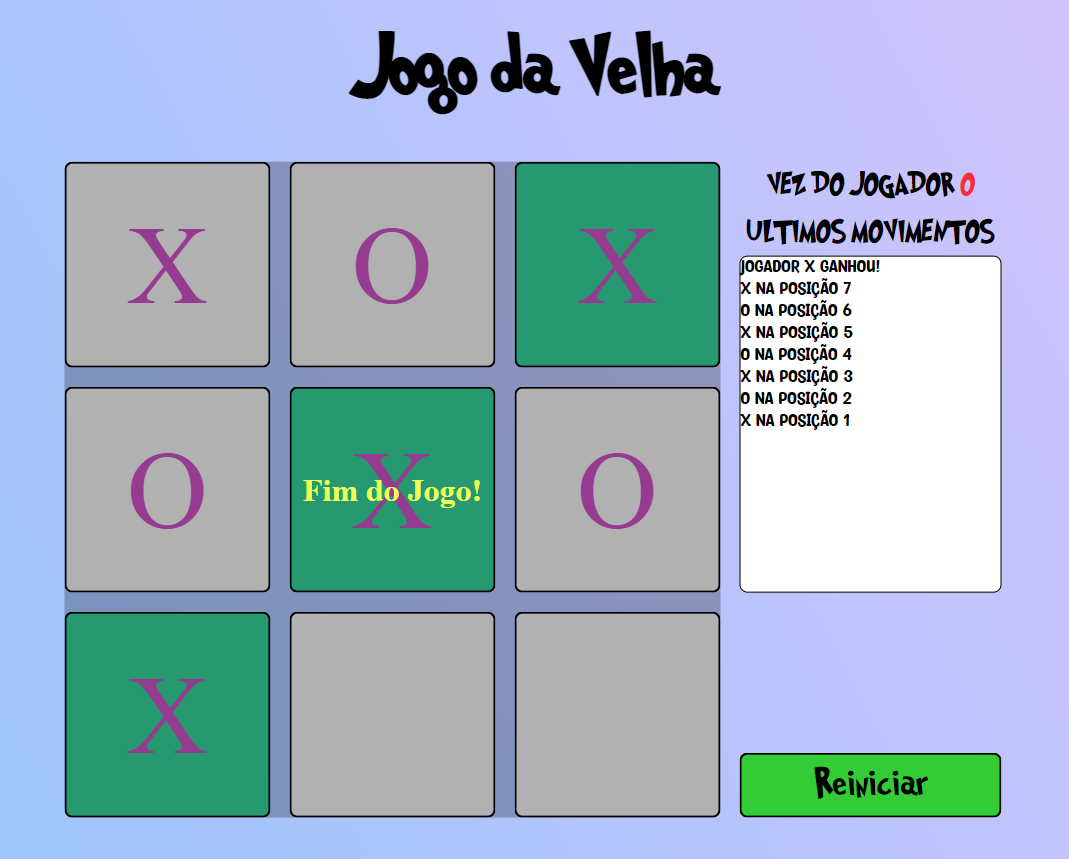 Jogo da Velha
X O X
O X O
Fim do Jogo!
X
VEZ DO JOGADOR O
ULTIMOS MOVIMENTOS
JOGADOR X GANHOU!
X NA POSIÇÃO 7
O NA POSIÇÃO 6
X NA POSIÇÃO 5
O NA POSIÇÃO 4
X NA POSIÇÃO 3
O NA POSIÇÃO 2
X NA POSIÇÃO 1
Reiniciar